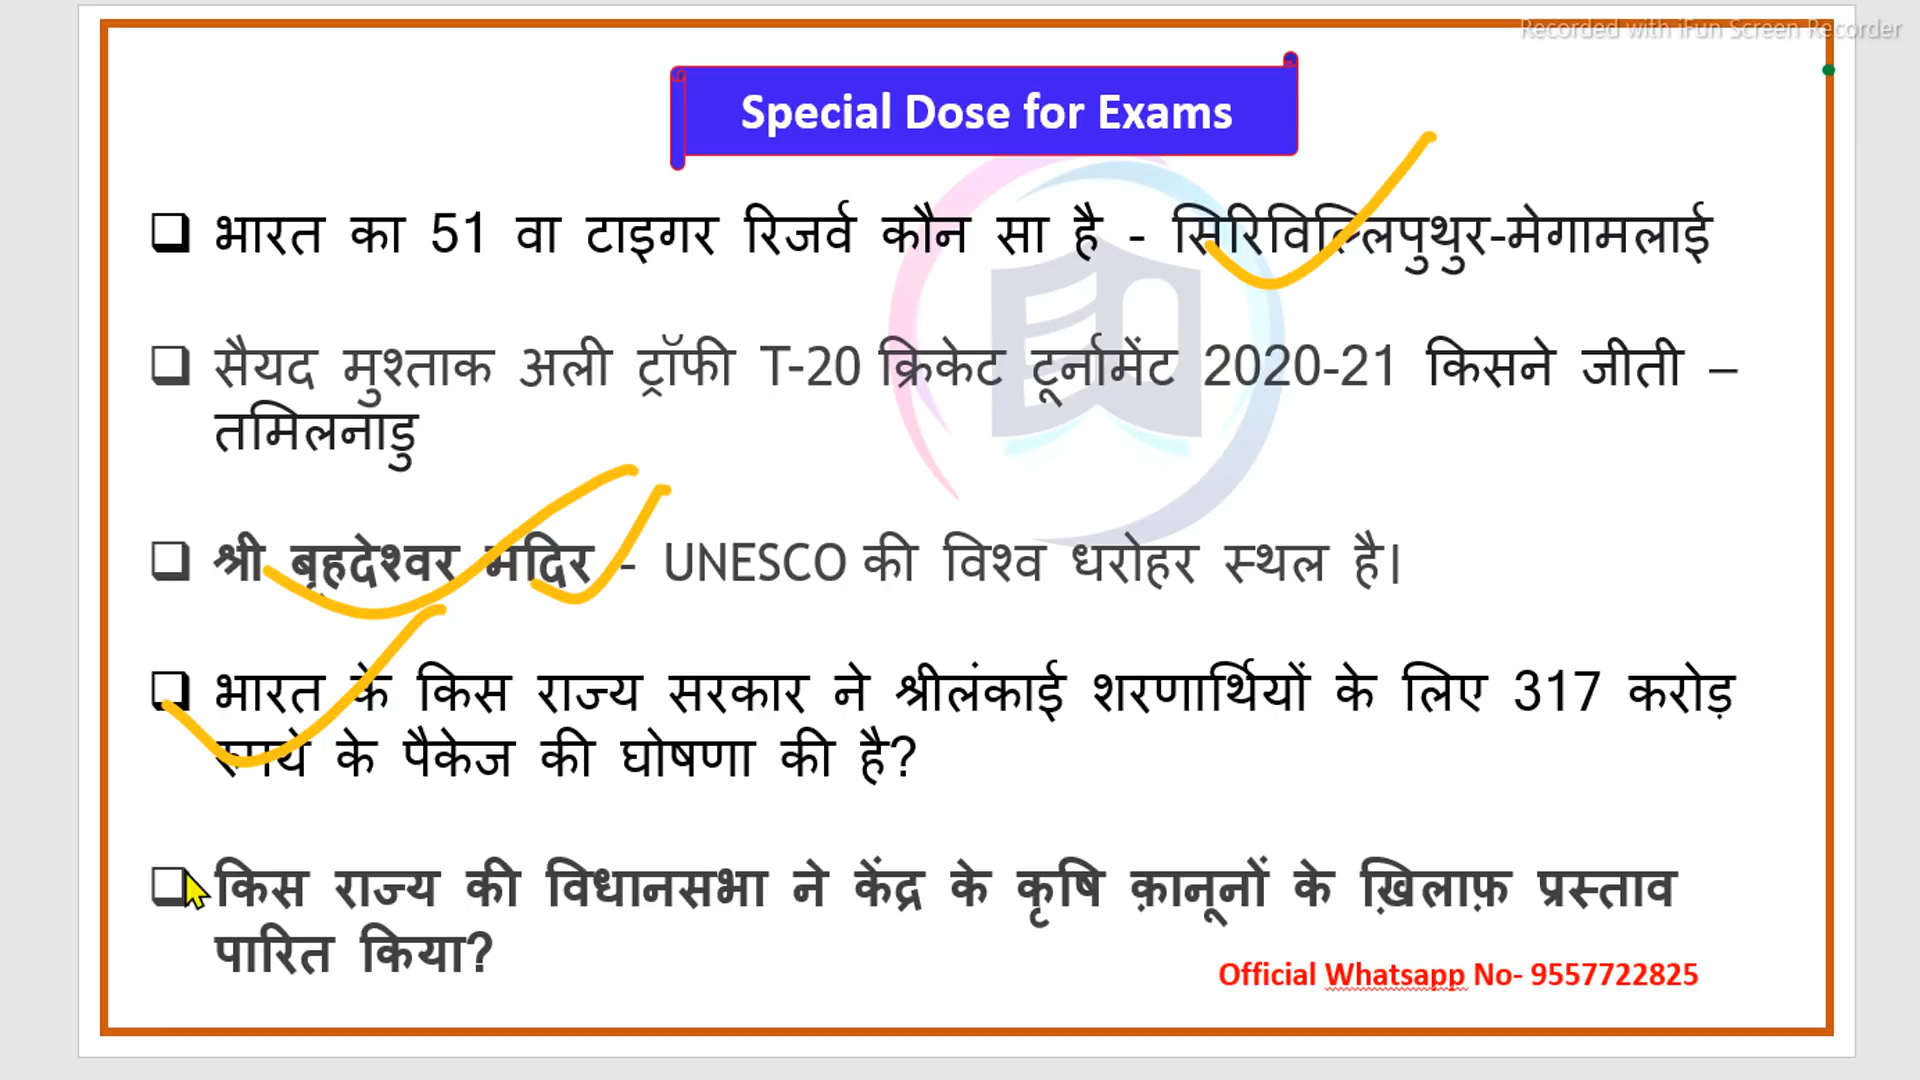 Recorded with iFun Screen Recorder
Special Dose for Exams
भारत का 51 वा टाइगर रिजर्व कौन सा है - सिरिविल्लिपुथुर-मेगामलाई
सैयद मुश्ताक अली ट्रॉफी T-20 क्रिकेट टूर्नामेंट 2020-21 किसने जीती –
तमिलनाडु
श्री बृहदेश्वर मंदिर - UNESCO की विश्व धरोहर स्थल है।
भारत के किस राज्य सरकार ने श्रीलंकाई शरणार्थियों के लिए 317 करोड़
रुपये के पैकेज की घोषणा की है?
किस राज्य की विधानसभा ने केंद्र के कृषि क़ानूनों के ख़िलाफ़ प्रस्ताव
पारित किया?
Official Whatsapp No- 9557722825